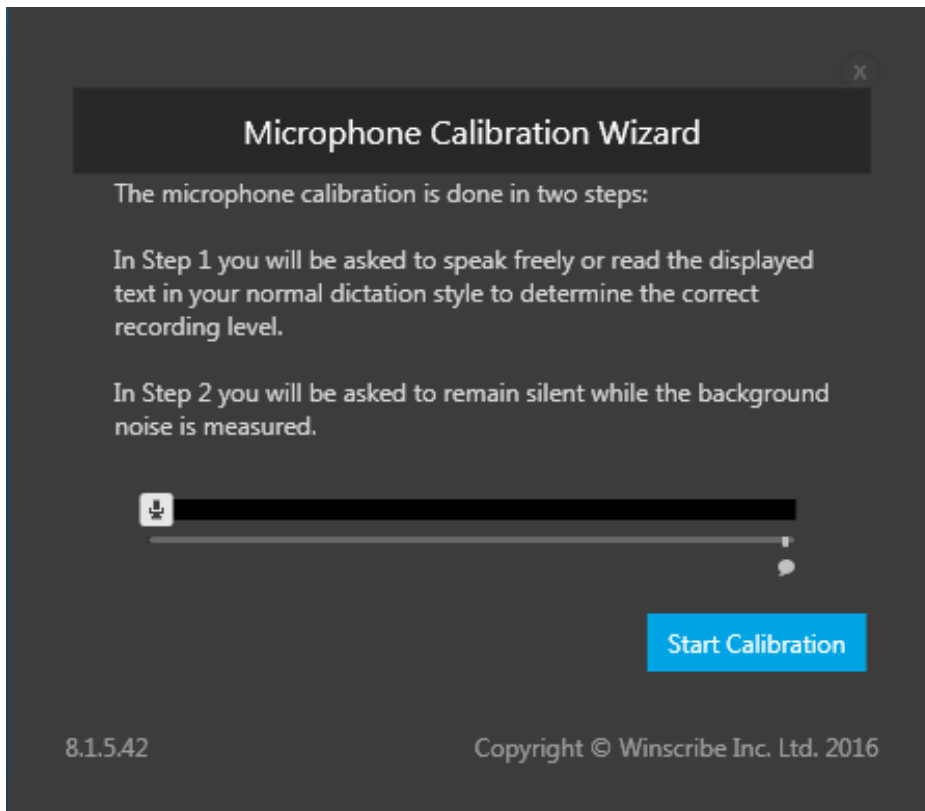 x
Microphone Calibration Wizard
The microphone calibration is done in two steps:
In Step 1 you will be asked to speak freely or read the displayed
text in your normal dictation style to determine the correct
recording level.
In Step 2 you will be asked to remain silent while the background
noise is measured.
Start Calibration
8.1.5.42
Copyright © Winscribe Inc. Ltd. 2016